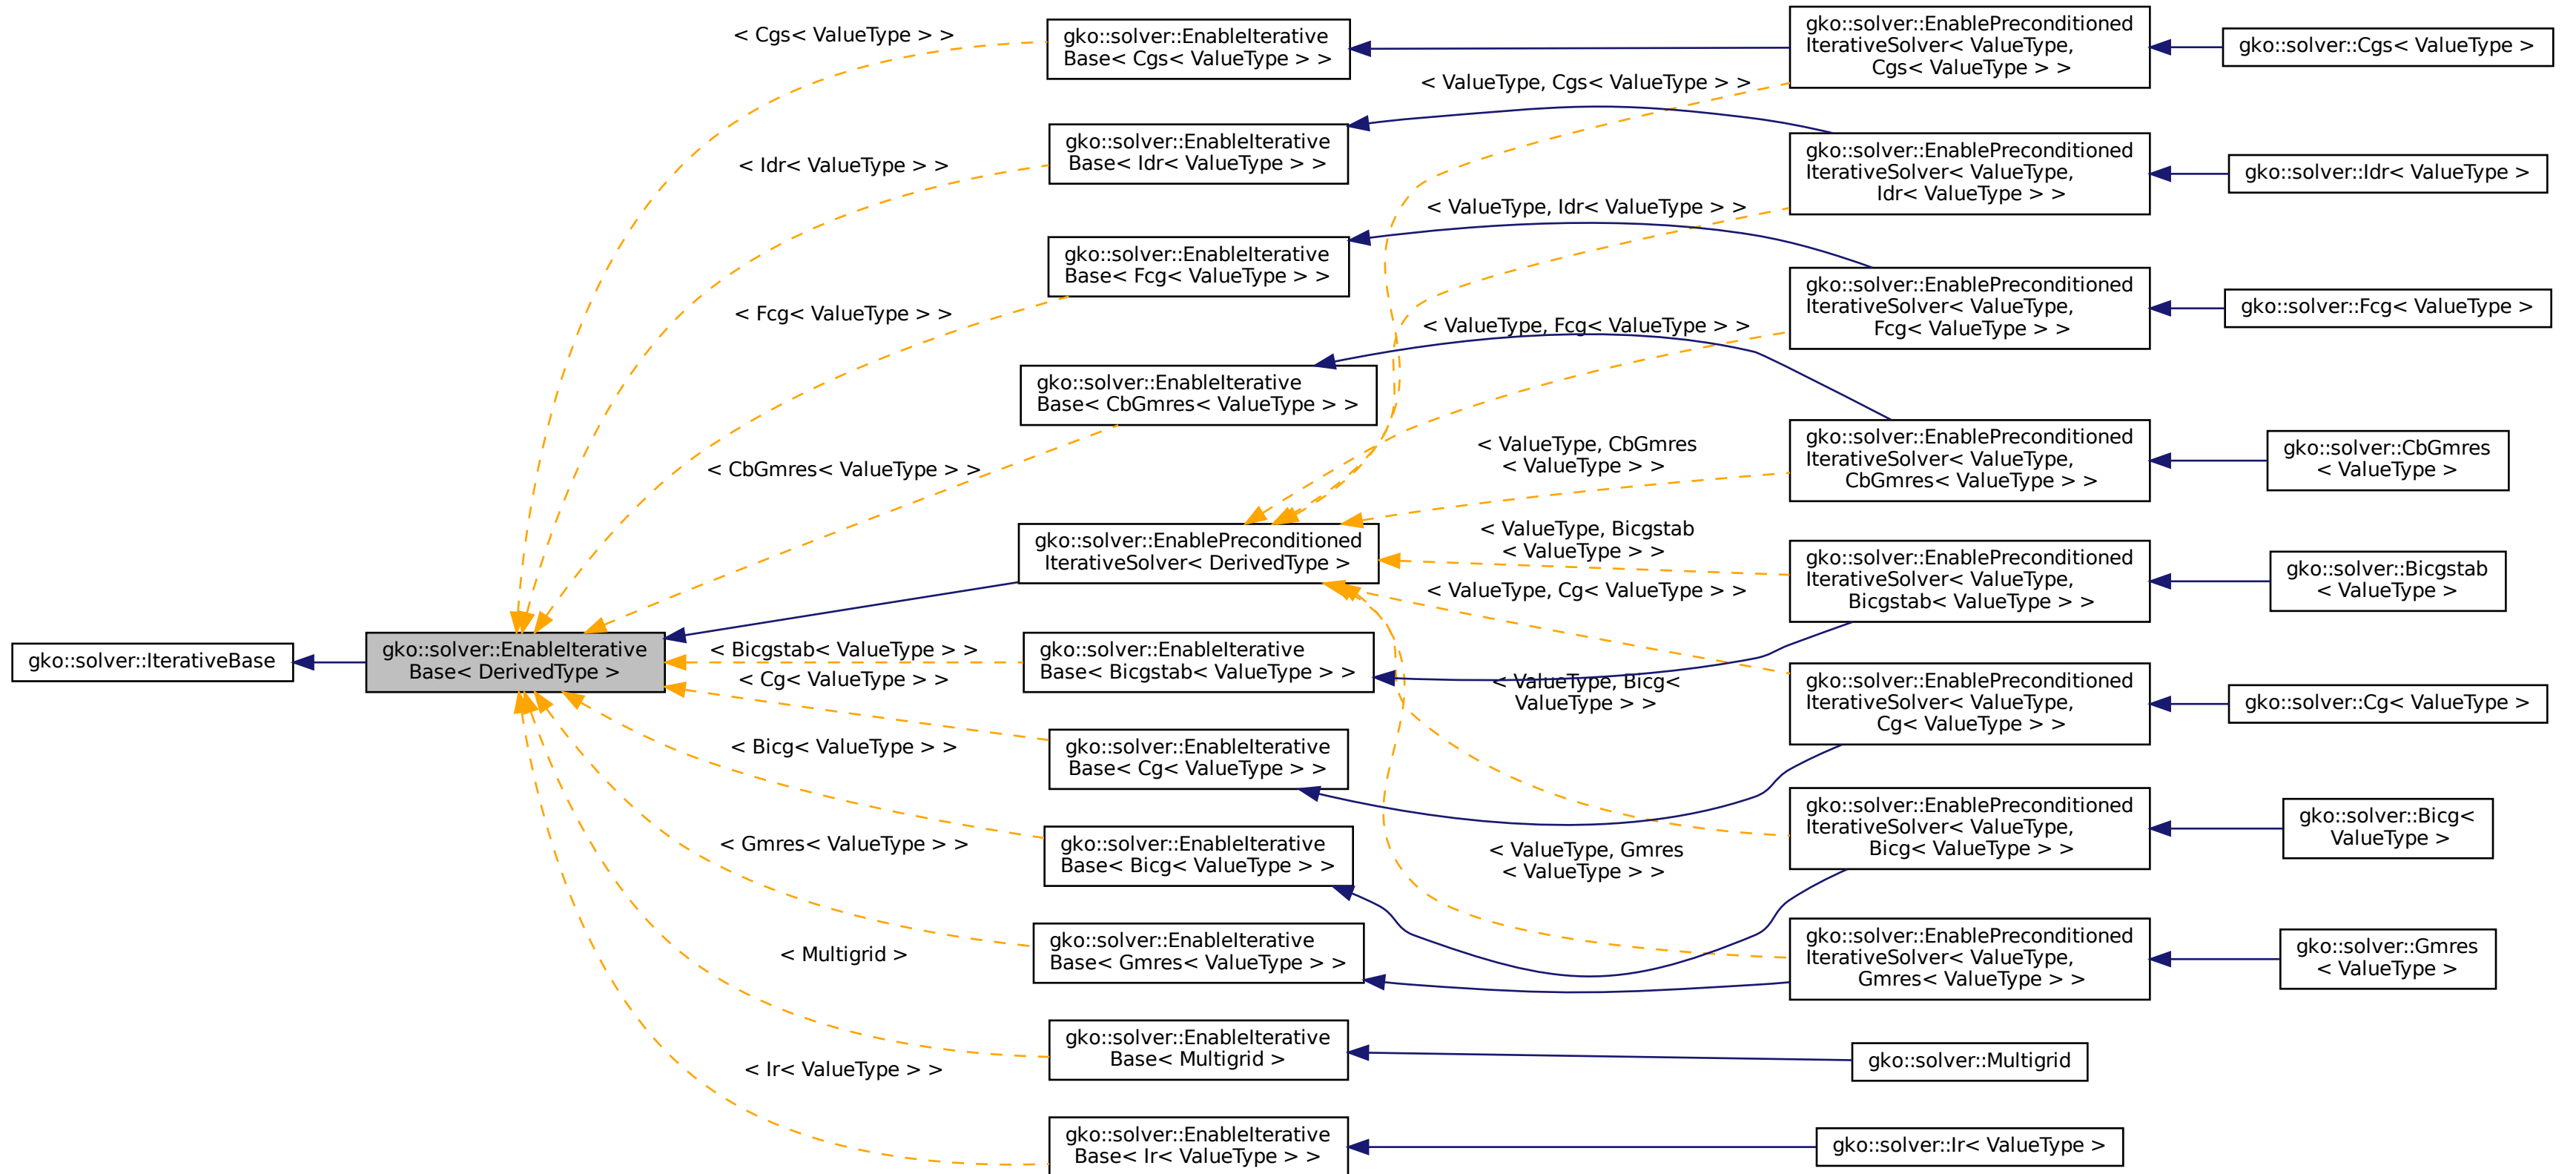 gko::solver::IterativeBase
gko::solver::EnableIterative
Base< DerivedType >
< Cgs< ValueType > >
< Idr< ValueType > >
< Fcg< ValueType > >
< CbGmres< ValueType > >
< Bicgstab< ValueType > >
< Cg< ValueType > >
< Bicg< ValueType > >
< Gmres< ValueType > >
< Multigrid >
< Ir< ValueType > >
gko::solver::EnableIterative
Base< Cgs< ValueType > >
gko::solver::EnableIterative
Base< Idr< ValueType > >
gko::solver::EnableIterative
Base< Fcg< ValueType > >
gko::solver::EnableIterative
Base< CbGmres< ValueType > >
gko::solver::EnablePreconditioned
IterativeSolver< DerivedType >
gko::solver::EnableIterative
Base< Bicgstab< ValueType > >
gko::solver::EnableIterative
Base< Cg< ValueType > >
gko::solver::EnableIterative
Base< Bicg< ValueType > >
gko::solver::EnableIterative
Base< Gmres< ValueType > >
gko::solver::EnableIterative
Base< Multigrid >
gko::solver::EnableIterative
Base< Ir< ValueType > >
< ValueType, Cgs< ValueType > >
< ValueType, Idr< ValueType > >
< ValueType, Fcg< ValueType > >
< ValueType, CbGmres
< ValueType > >
< ValueType, Bicgstab
< ValueType > >
< ValueType, Cg< ValueType > >
< ValueType, Bicg<
ValueType > >
< ValueType, Gmres
< ValueType > >
gko::solver::EnablePreconditioned
IterativeSolver< ValueType,
Cgs< ValueType > >
gko::solver::EnablePreconditioned
IterativeSolver< ValueType,
Idr< ValueType > >
gko::solver::EnablePreconditioned
IterativeSolver< ValueType,
Fcg< ValueType > >
gko::solver::EnablePreconditioned
IterativeSolver< ValueType,
CbGmres< ValueType > >
gko::solver::EnablePreconditioned
IterativeSolver< ValueType,
Bicgstab< ValueType > >
gko::solver::EnablePreconditioned
IterativeSolver< ValueType,
Cg< ValueType > >
gko::solver::EnablePreconditioned
IterativeSolver< ValueType,
Bicg< ValueType > >
gko::solver::EnablePreconditioned
IterativeSolver< ValueType,
Gmres< ValueType > >
gko::solver::Multigrid
gko::solver::Ir< ValueType >
gko::solver::Cgs< ValueType >
gko::solver::Idr< ValueType >
gko::solver::Fcg< ValueType >
gko::solver::CbGmres
< ValueType >
gko::solver::Bicgstab
< ValueType >
gko::solver::Cg< ValueType >
gko::solver::Bicg<
ValueType >
gko::solver::Gmres
< ValueType >